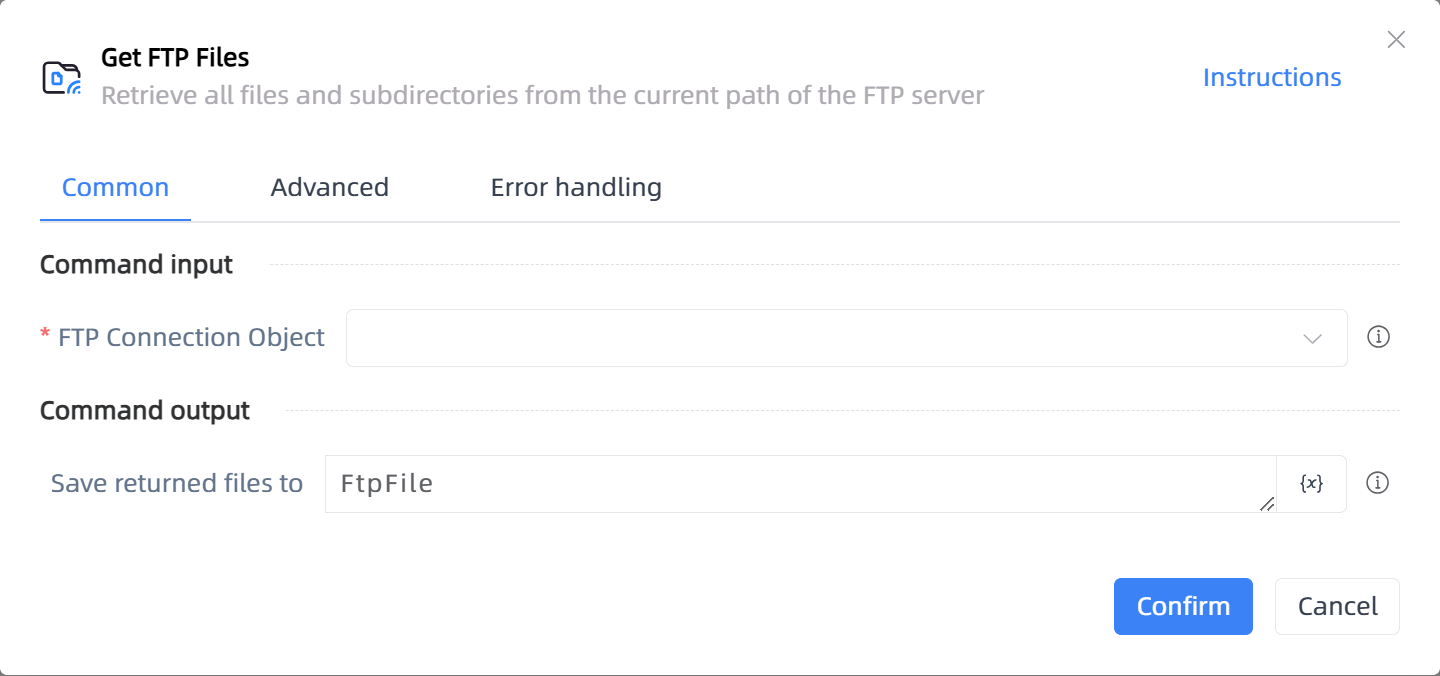 Get FTP Files
Retrieve all files and subdirectories from the current path of the FTP server
Instructions
Common
Advanced
Error handling
Command input
* FTP Connection Object
Command output
Save returned files to
FtpFile
{x}
Confirm
Cancel